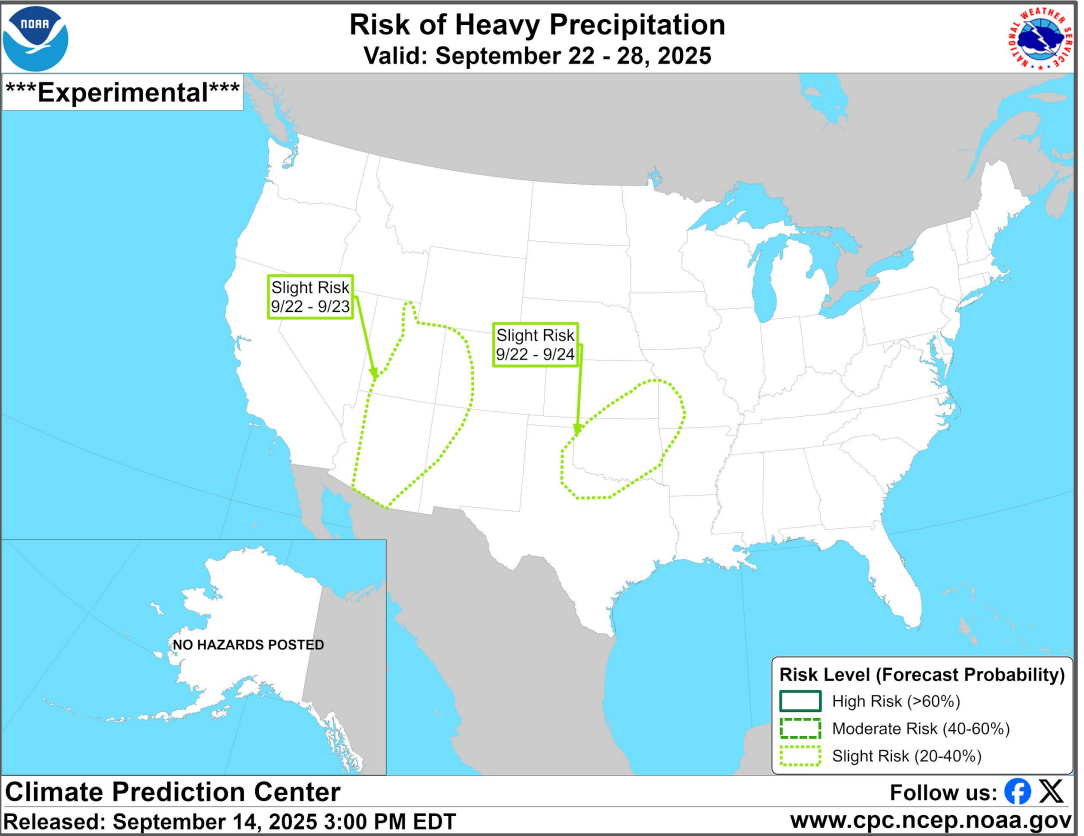 NOAA
Risk of Heavy Precipitation
Valid: September 22 - 28, 2025
NATIONAL WEATHER SERVICE
***Experimental***
Slight Risk
9/22 - 9/23
Slight Risk
9/22 - 9/24
NO HAZARDS POSTED
Risk Level (Forecast Probability)
High Risk (>60%)
Moderate Risk (40-60%)
Slight Risk (20-40%)
Climate Prediction Center
Follow us:
Released: September 14, 2025 3:00 PM EDT
www.cpc.ncep.noaa.gov